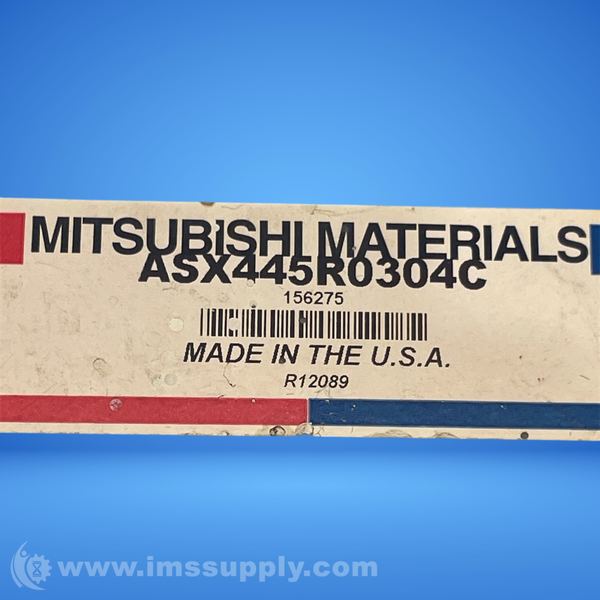 MITSUBISHI MATERIALS
ASX445R0304C
156275
MADE IN THE U.S.A.
R12089
www.imssupply.com